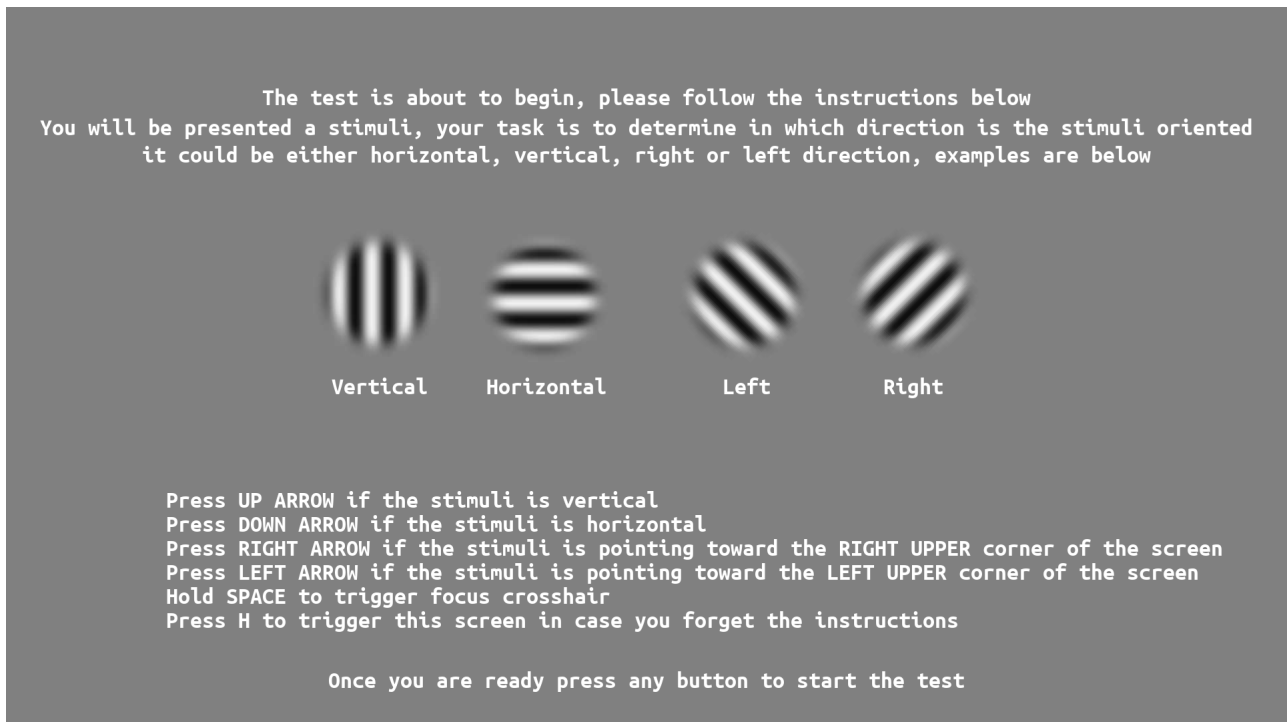 The test is about to begin, please follow the instructions below
You will be presented a stimuli, your task is to determine in which direction is the stimuli oriented
it could be either horizontal, vertical, right or left direction, examples are below
Vertical
Horizontal
Left
Right
Press UP ARROW if the stimuli is vertical
Press DOWN ARROW if the stimuli is horizontal
Press RIGHT ARROW if the stimuli is pointing toward the RIGHT UPPER corner of the screen
Press LEFT ARROW if the stimuli is pointing toward the LEFT UPPER corner of the screen
Hold SPACE to trigger focus crosshair
Press H to trigger this screen in case you forget the instructions
Once you are ready press any button to start the test